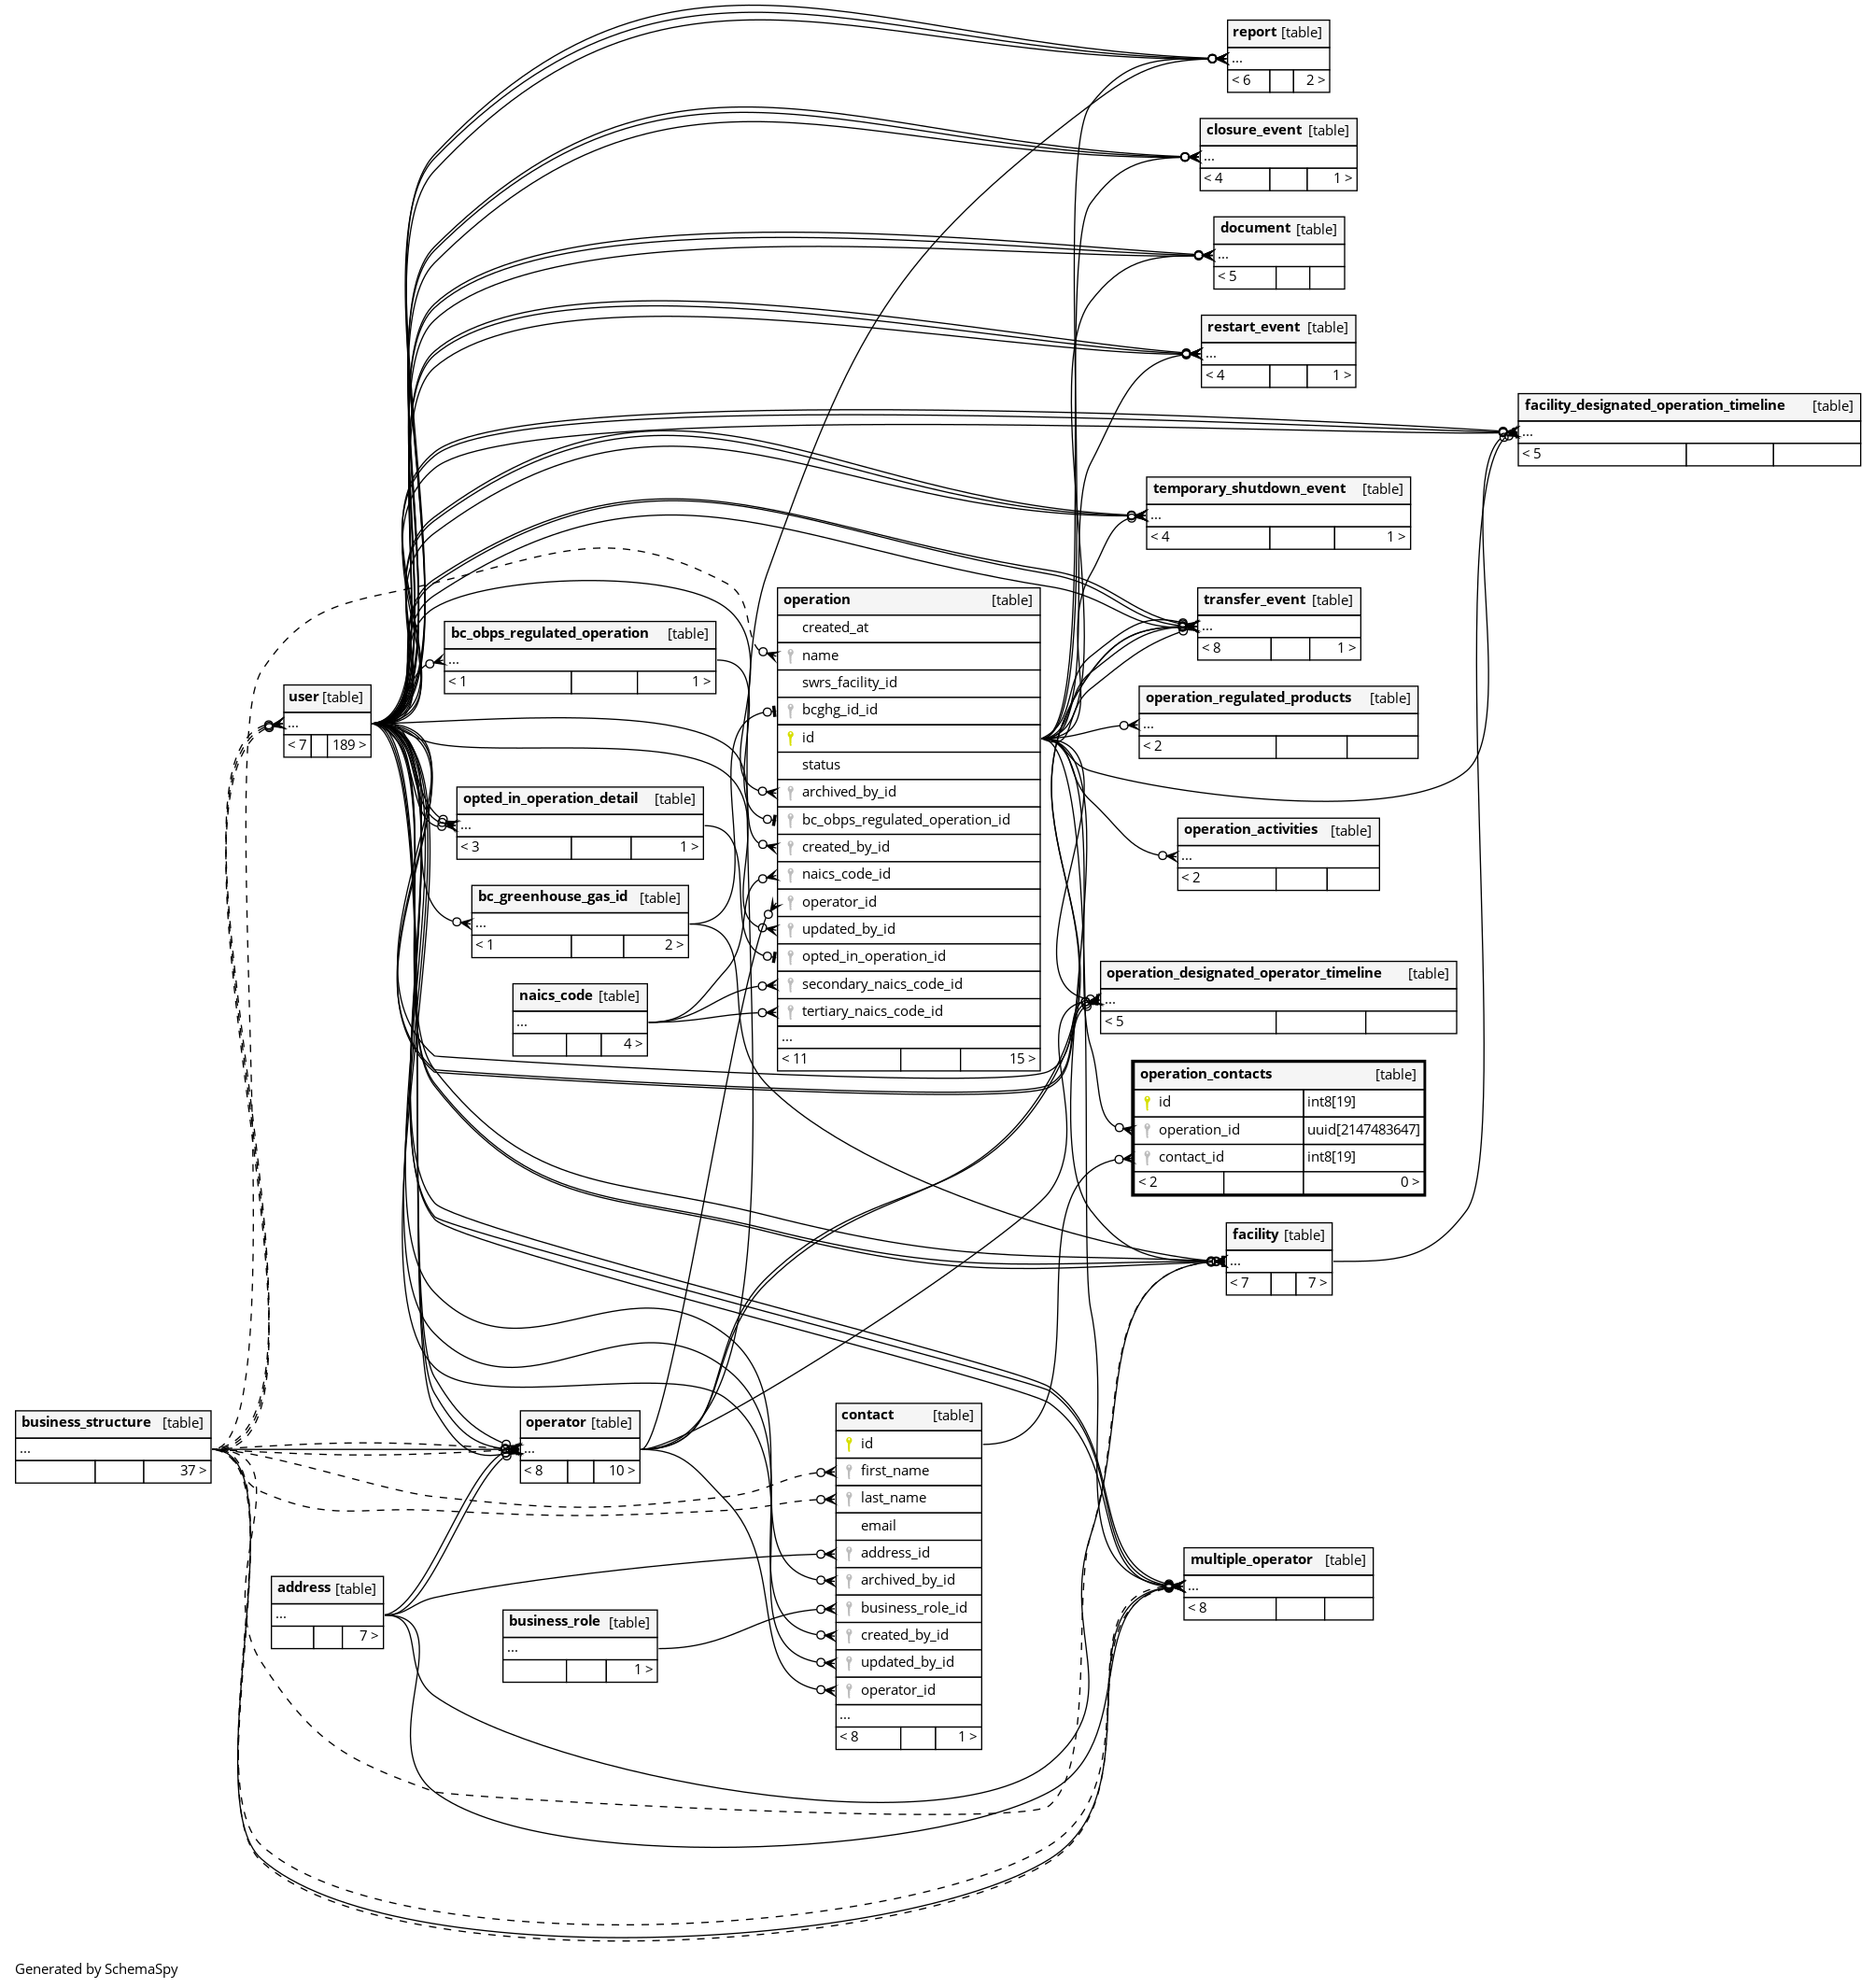 report [table]
...
< 6 2 >
closure_event [table]
...
< 4 1 >
document [table]
...
< 5
restart_event [table]
...
< 4 1 >
facility_designated_operation_timeline [table]
...
< 5
temporary_shutdown_event [table]
...
< 4 1 >
transfer_event [table]
...
< 8 1 >
operation [table]
created_at
name
swrs_facility_id
bcghg_id_id
id
status
archived_by_id
bc_obps_regulated_operation_id
created_by_id
naics_code_id
operator_id
updated_by_id
opted_in_operation_id
secondary_naics_code_id
tertiary_naics_code_id
...
< 11 15 >
bc_obps_regulated_operation [table]
...
< 1 1 >
user [table]
...
< 7 189 >
operation_regulated_products [table]
...
< 2
opted_in_operation_detail [table]
...
< 3 1 >
operation_activities [table]
...
< 2
bc_greenhouse_gas_id [table]
...
< 1 2 >
naics_code [table]
...
4 >
operation_designated_operator_timeline [table]
...
< 5
operation_contacts [table]
id int8[19]
operation_id uuid[2147483647]
contact_id int8[19]
< 2 0 >
facility [table]
...
< 7 7 >
business_structure [table]
...
37 >
operator [table]
...
< 8 10 >
contact [table]
id
first_name
last_name
email
address_id
archived_by_id
business_role_id
created_by_id
updated_by_id
operator_id
...
< 8 1 >
multiple_operator [table]
...
< 8
address [table]
...
7 >
business_role [table]
...
1 >
Generated by SchemaSpy